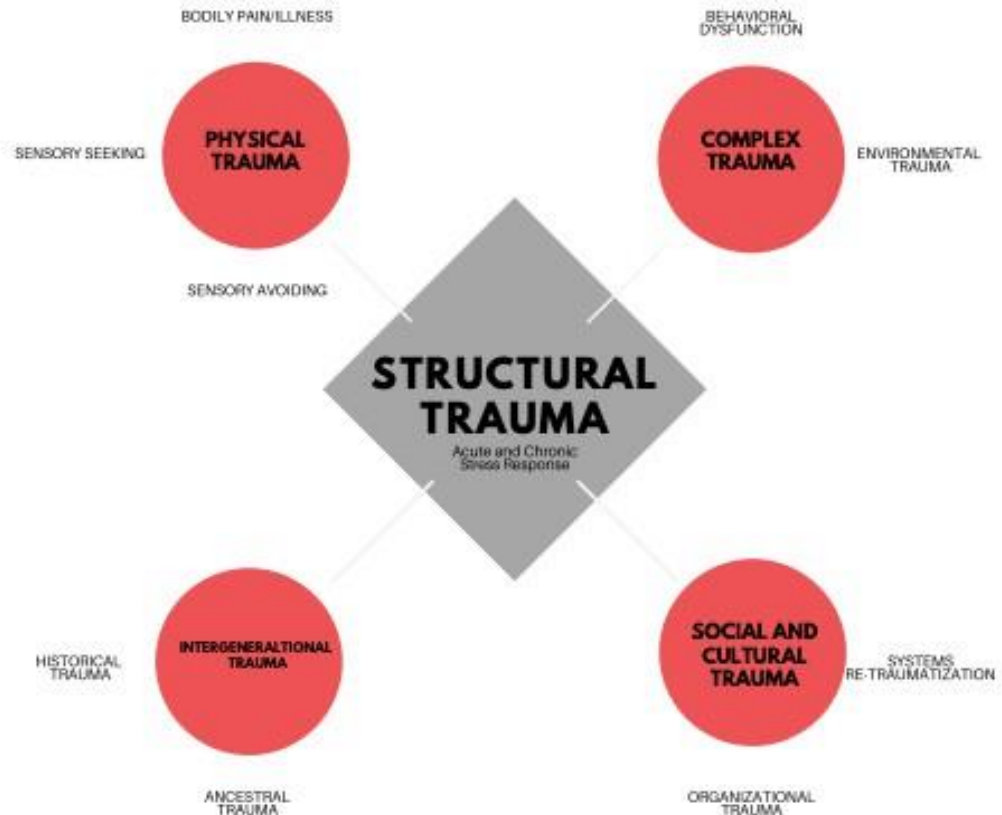 BODILY PAIN/ILLNESS
BEHAVIORAL
DYSFUNCTION
PHYSICAL
TRAUMA
COMPLEX
TRAUMA
SENSORY SEEKING
ENVIRONMENTAL
TRAUMA
SENSORY AVOIDING
STRUCTURAL
TRAUMA
Acute and Chronic
Stress Response
INTERGENERALTIONAL
TRAUMA
SOCIAL AND
CULTURAL
TRAUMA
HISTORICAL
TRAUMA
SYSTEMS
RE-TRAUMATIZATION
ANCESTRAL
TRAUMA
ORGANIZATIONAL
TRAUMA